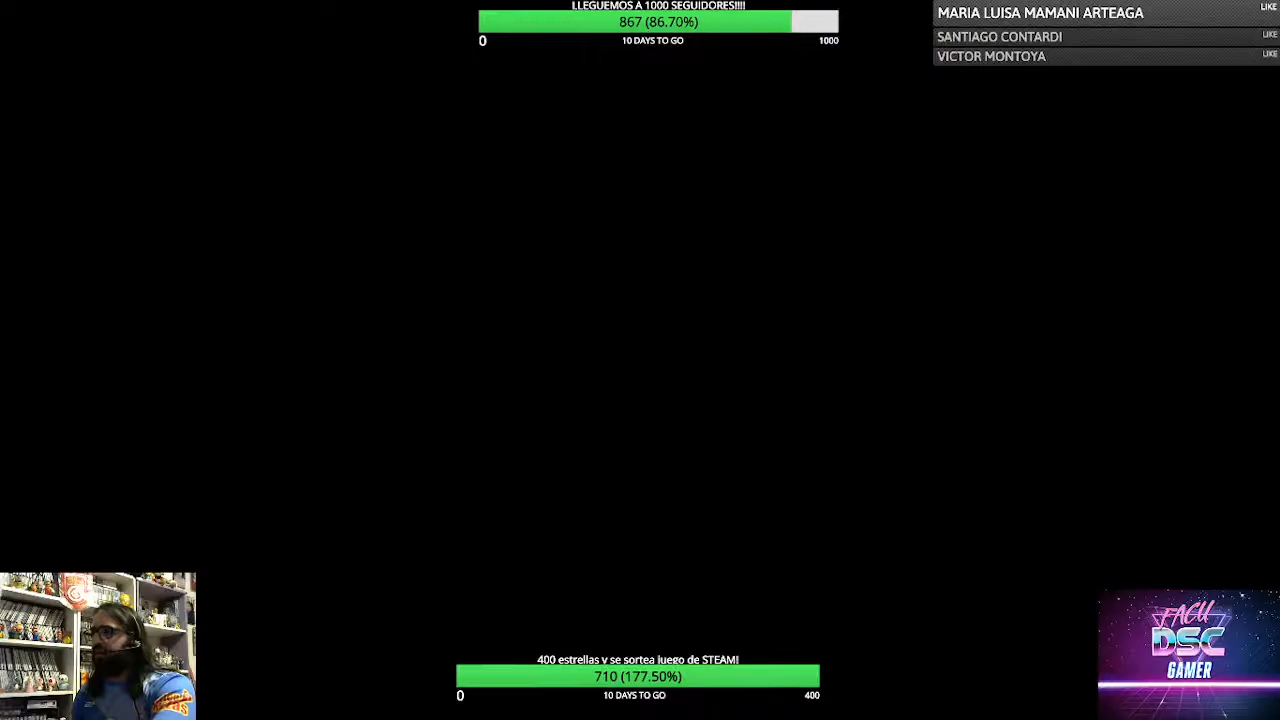 LLEGUEMOS A 1000 SEGUIDORES!!!!
867 (86.70%)
0
10 DAYS TO GO
1000
MARIA LUISA MAMANI ARTEAGA
LIKE
SANTIAGO CONTARDI
LIKE
VICTOR MONTOYA
LIKE
400 estrellas y se sortea luego de STEAM!
710 (177.50%)
0
10 DAYS TO GO
400
FACU
DSC
GAMER